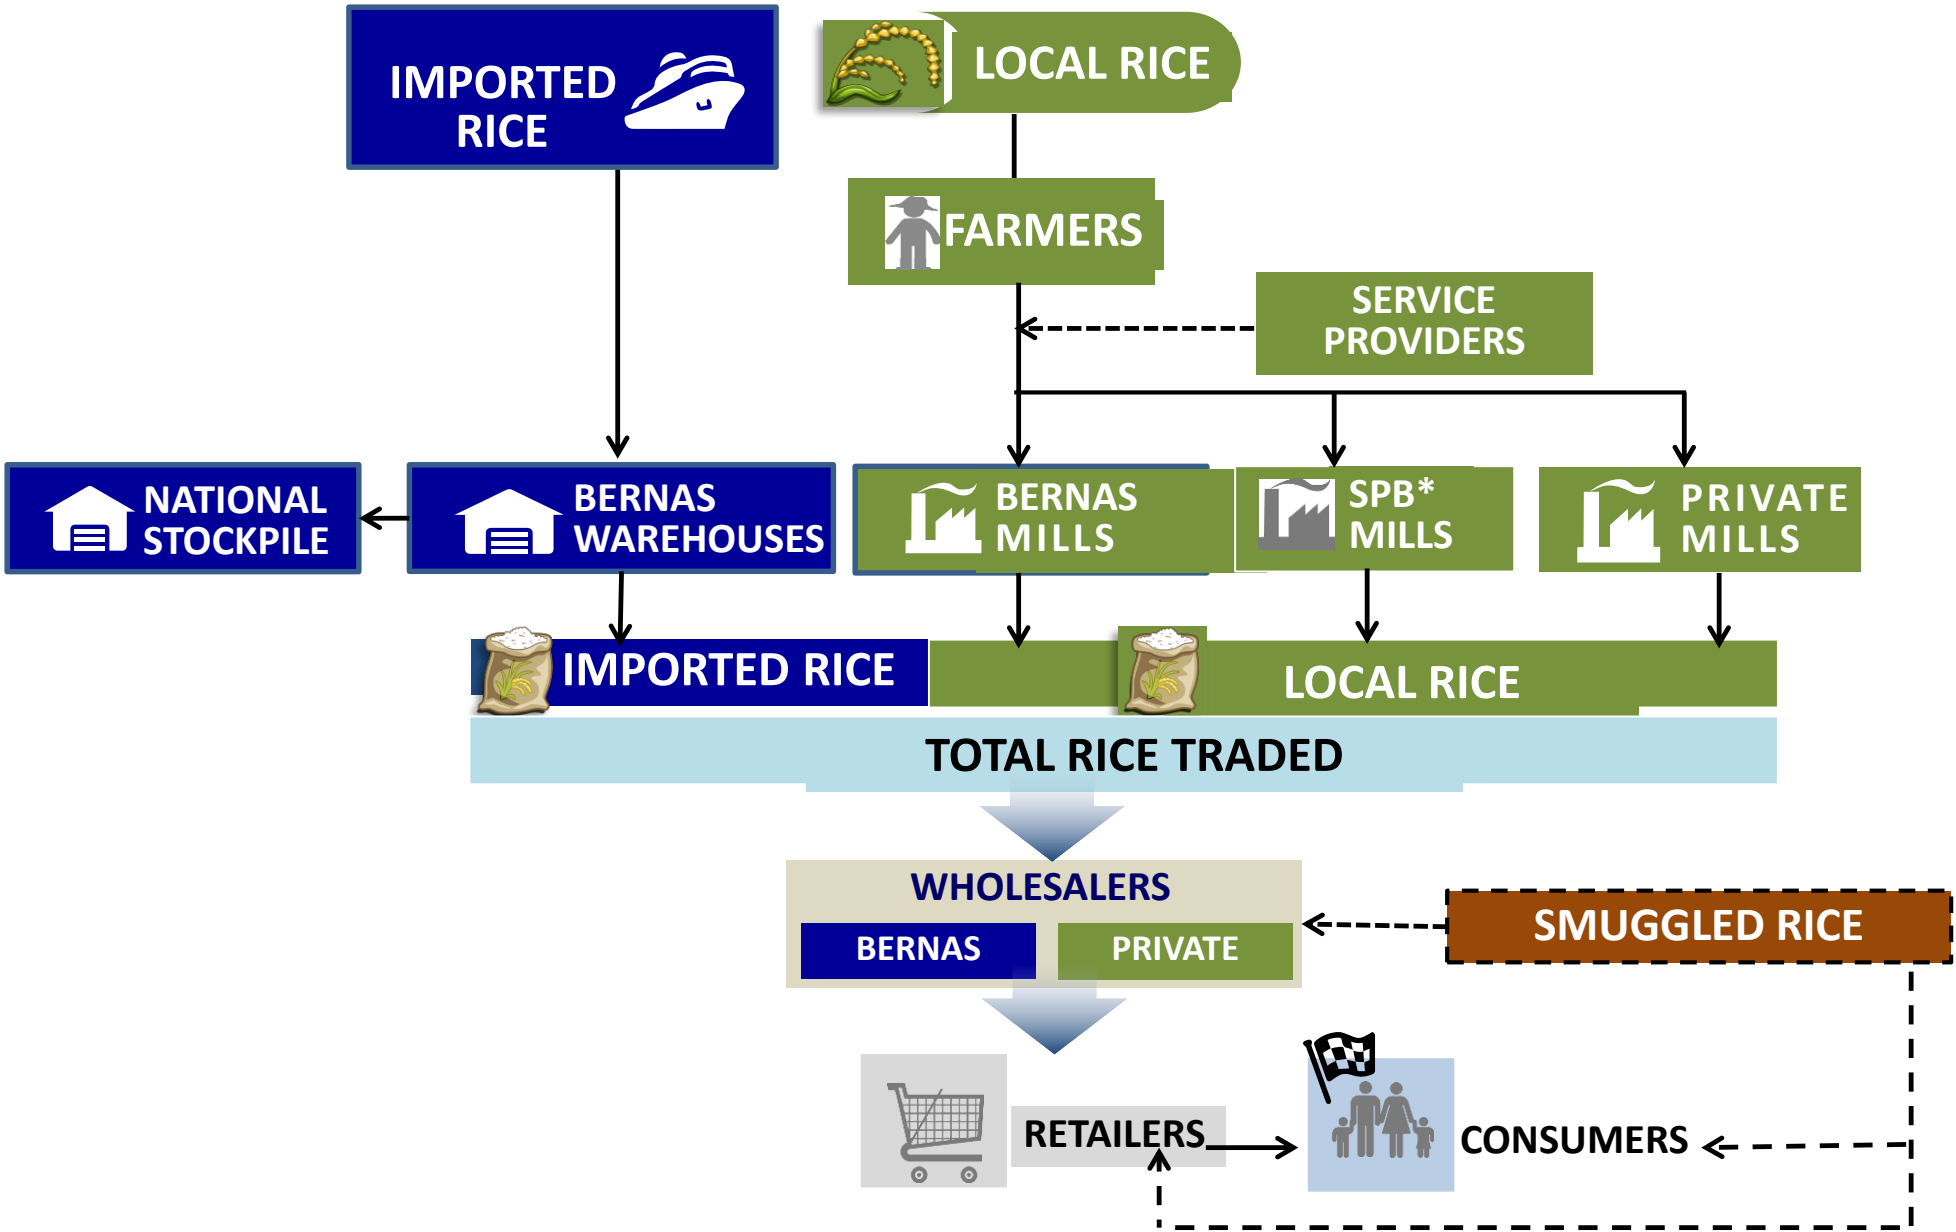 IMPORTED
RICE
LOCAL RICE
FARMERS
SERVICE
PROVIDERS
NATIONAL
STOCKPILE
BERNAS
WAREHOUSES
BERNAS
MILLS
SPB*
MILLS
PRIVATE
MILLS
IMPORTED RICE
LOCAL RICE
TOTAL RICE TRADED
WHOLESALERS
BERNAS
PRIVATE
SMUGGLED RICE
RETAILERS
CONSUMERS